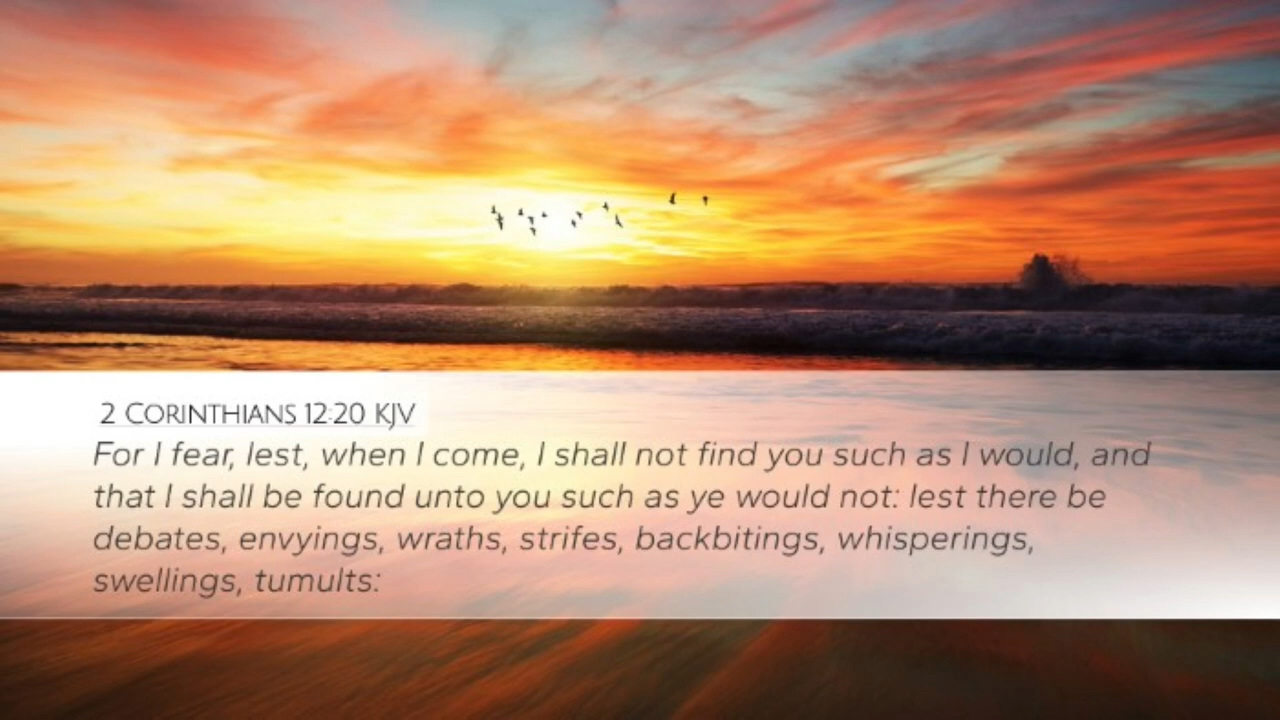 2 Corinthians 12:20 KJV
For I fear, lest, when I come, I shall not find you such as I would, and
that I shall be found unto you such as ye would not: lest there be
debates, envyings, wraths, strifes, backbitings, whisperings,
swellings, tumults: